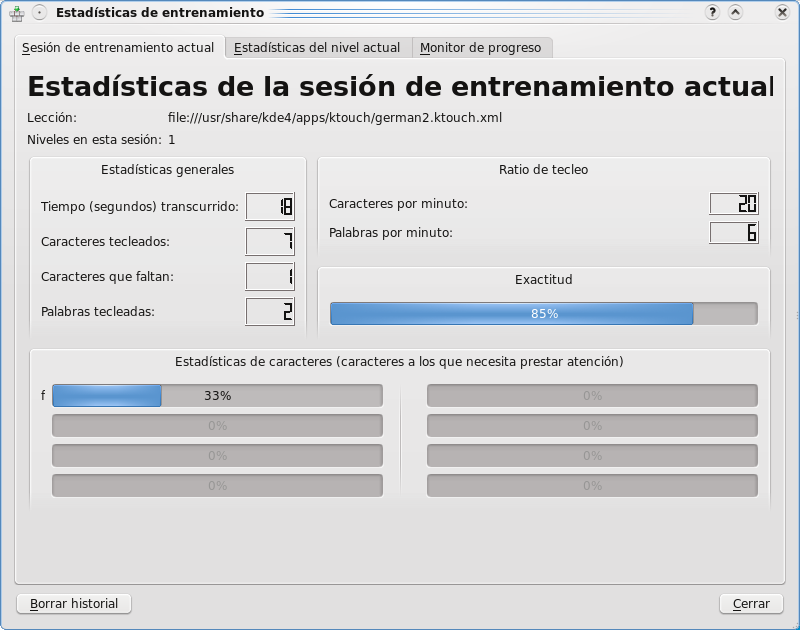 Estadísticas de entrenamiento
?
Sesión de entrenamiento actual Estadísticas del nivel actual Monitor de progreso
Estadísticas de la sesión de entrenamiento actual
Lección: file:///usr/share/kde4/apps/ktouch/german2.ktouch.xml
Niveles en esta sesión: 1
Estadísticas generales
Tiempo (segundos) transcurrido: 18
Caracteres tecleados: 7
Caracteres que faltan: 1
Palabras tecleadas: 2
Ratio de tecleo
Caracteres por minuto: 20
Palabras por minuto: 6
Exactitud
85%
Estadísticas de caracteres (caracteres a los que necesita prestar atención)
f 33% 0%
0% 0%
0% 0%
0% 0%
Borrar historial Cerrar